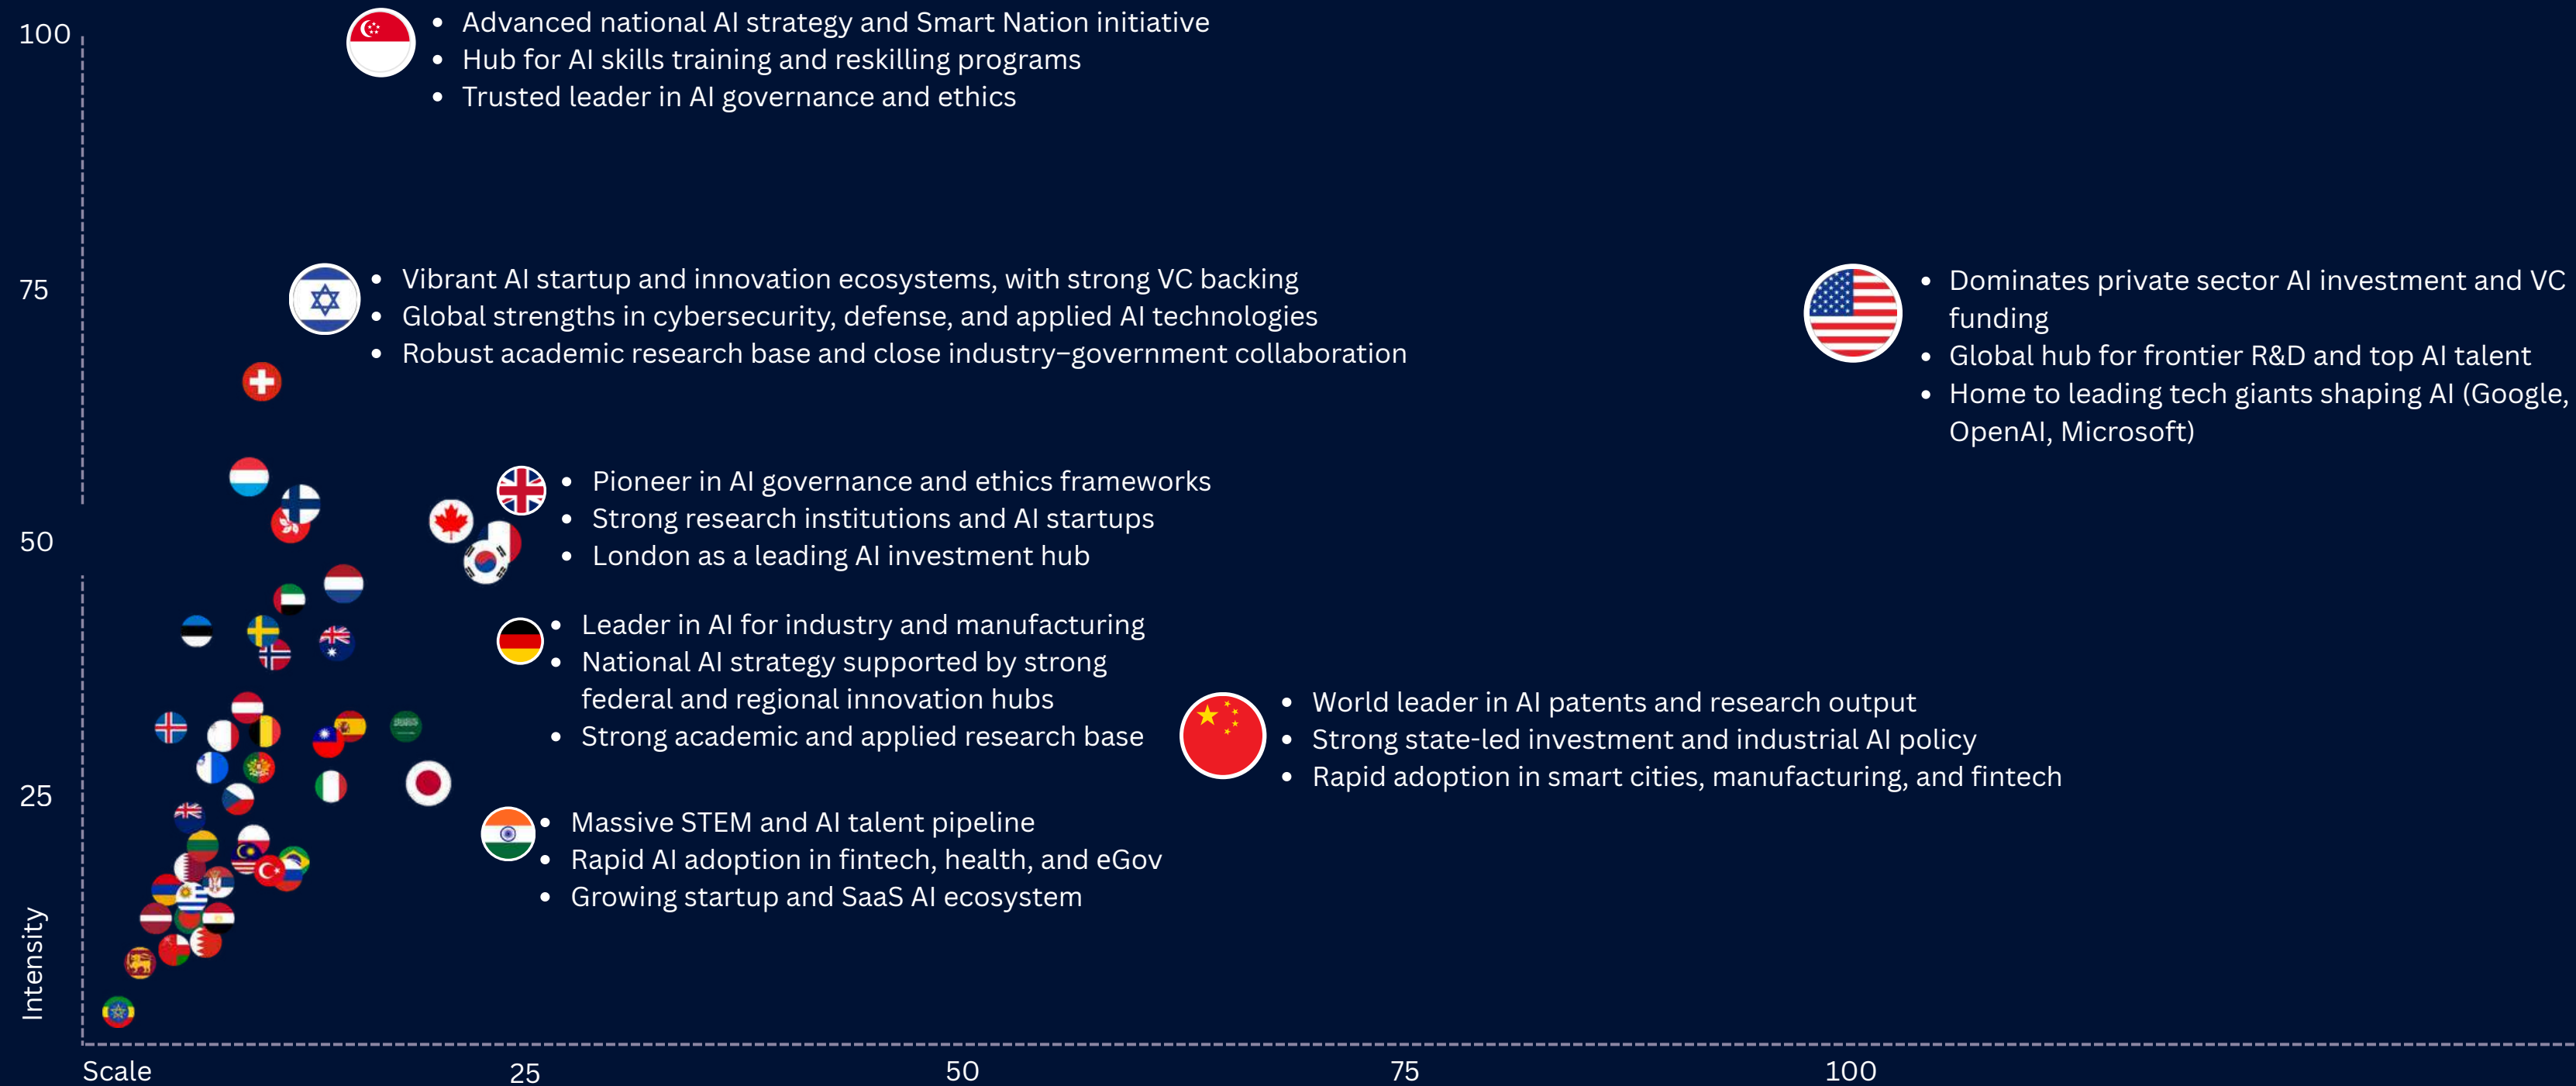 100
• Advanced national AI strategy and Smart Nation initiative
• Hub for AI skills training and reskilling programs
• Trusted leader in AI governance and ethics
75
• Vibrant AI startup and innovation ecosystems, with strong VC backing
• Global strengths in cybersecurity, defense, and applied AI technologies
• Robust academic research base and close industry–government collaboration
• Dominates private sector AI investment and VC
funding
• Global hub for frontier R&D and top AI talent
• Home to leading tech giants shaping AI (Google,
OpenAI, Microsoft)
50
• Pioneer in AI governance and ethics frameworks
• Strong research institutions and AI startups
• London as a leading AI investment hub
• Leader in AI for industry and manufacturing
• National AI strategy supported by strong
federal and regional innovation hubs
• Strong academic and applied research base
• World leader in AI patents and research output
• Strong state-led investment and industrial AI policy
• Rapid adoption in smart cities, manufacturing, and fintech
25
• Massive STEM and AI talent pipeline
• Rapid AI adoption in fintech, health, and eGov
• Growing startup and SaaS AI ecosystem
Intensity
Scale
25
50
75
100